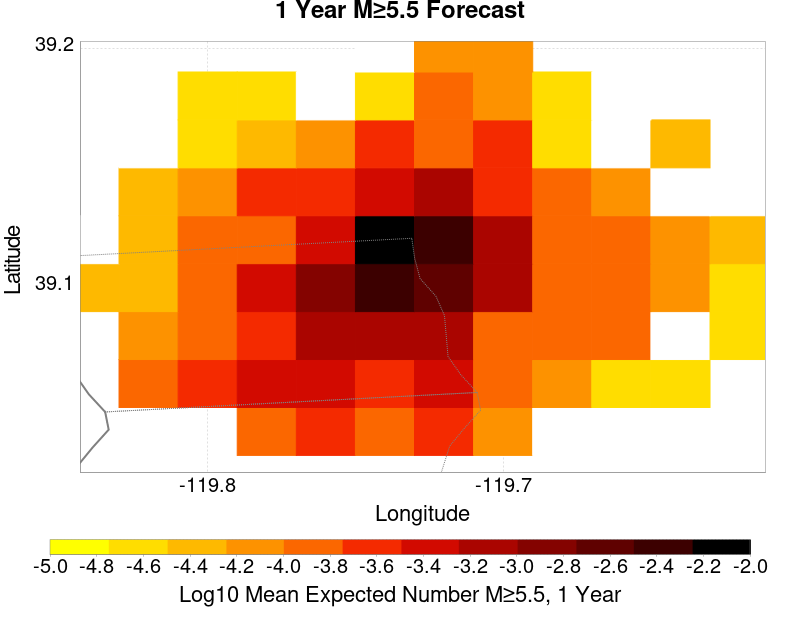 1 Year M≥5.5 Forecast
39.2
39.1
Latitude
-119.8 -119.7
Longitude
-5.0 -4.8 -4.6 -4.4 -4.2 -4.0 -3.8 -3.6 -3.4 -3.2 -3.0 -2.8 -2.6 -2.4 -2.2 -2.0
Log10 Mean Expected Number M≥5.5, 1 Year